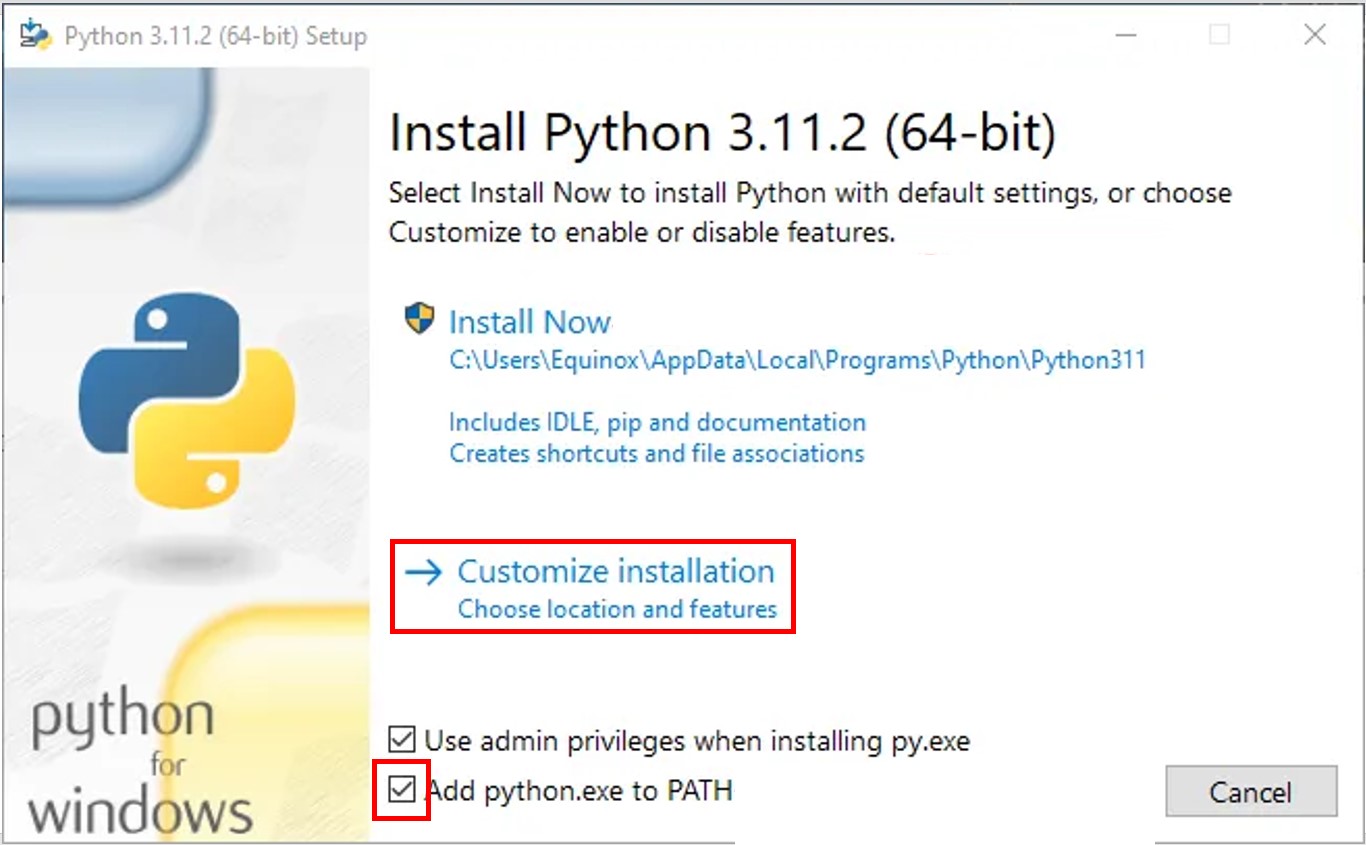 Python 3.11.2 (64-bit) Setup
Install Python 3.11.2 (64-bit)
Select Install Now to install Python with default settings, or choose
Customize to enable or disable features.
Install Now
C:\Users\Equinox\AppData\Local\Programs\Python\Python311
Includes IDLE, pip and documentation
Creates shortcuts and file associations
Customize installation
Choose location and features
python
for
windows
Use admin privileges when installing py.exe
Add python.exe to PATH
Cancel